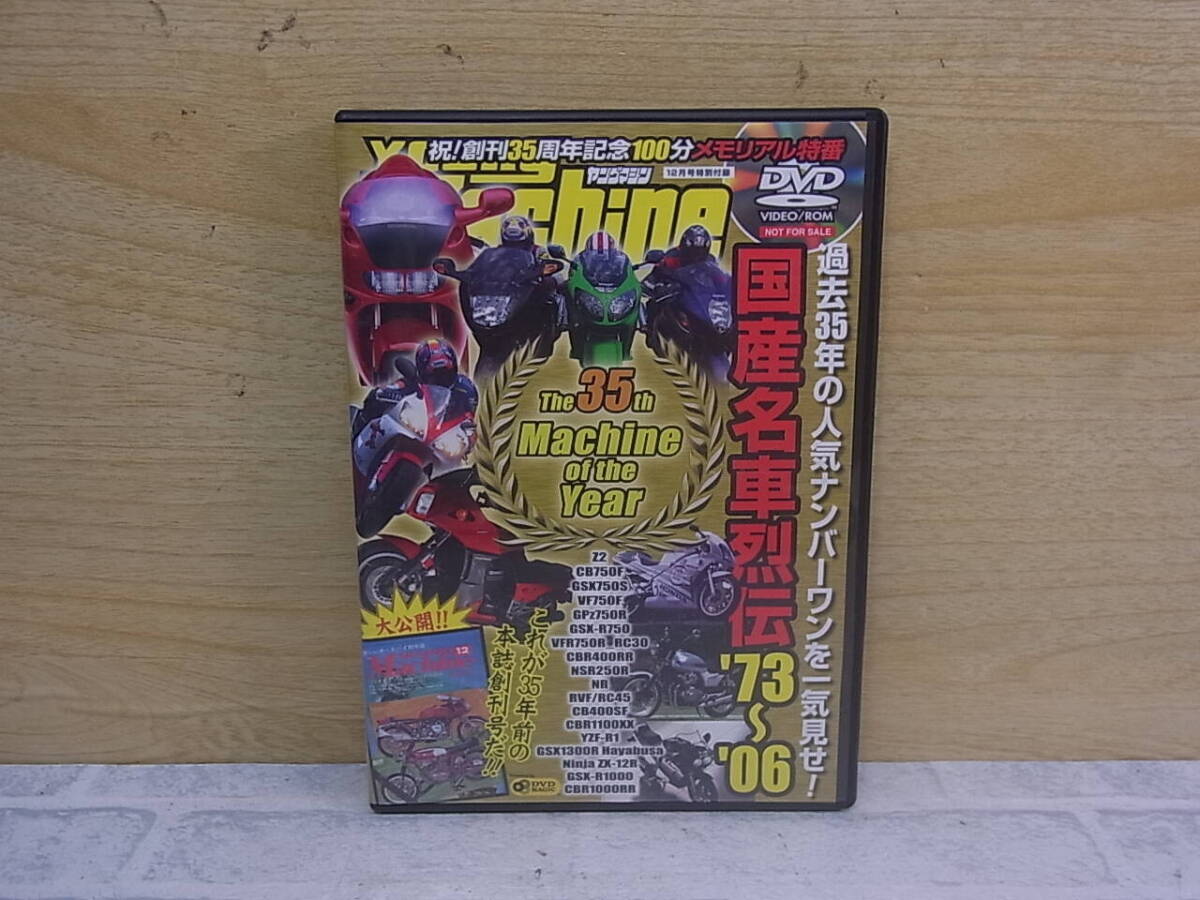 祝!創刊35周年記念100分メモリアル特番
Young Machine
ヤングマシン
12月号特別付録
DVD
VIDEO/ROM
NOT FOR SALE
過去35年の人気ナンバーワンを一気見せ!
国産名車烈伝
'73～'06
The 35th
Machine
of the
Year
Z2
CB750F
GSX750S
VF750F
GPz750R
GSX-R750
VFR750R RC30
CBR400RR
NSR250R
NR
RVF/RC45
CB400SF
CBR1100XX
YZF-R1
GSX1300R Hayabusa
Ninja ZX-12R
GSX-R1000
CBR1000RR
大公開!!
これが35年前の
本誌創刊号だ!!
Machine
12
DVD
MAGIC